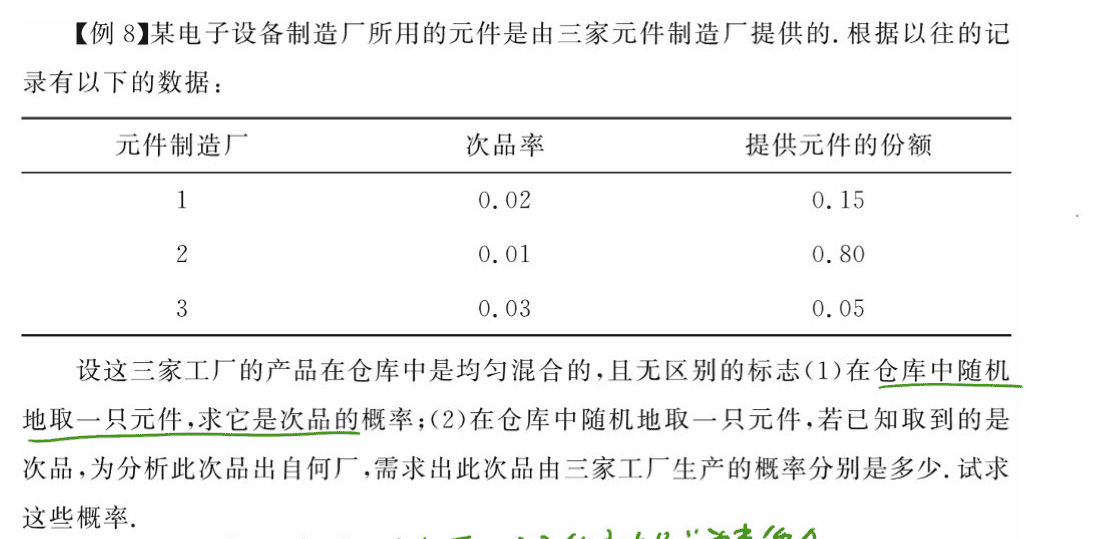 【例 8】某电子设备制造厂所用的元件是由三家元件制造厂提供的. 根据以往的记
录有以下的数据:
元件制造厂 次品率 提供元件的份额
1 0.02 0.15
2 0.01 0.80
3 0.03 0.05
设这三家工厂的产品在仓库中是均匀混合的,且无区别的标志(1)在仓库中随机
地取一只元件,求它是次品的概率;(2)在仓库中随机地取一只元件,若已知取到的是
次品,为分析此次品出自何厂,需求出此次品由三家工厂生产的概率分别是多少. 试求
这些概率.